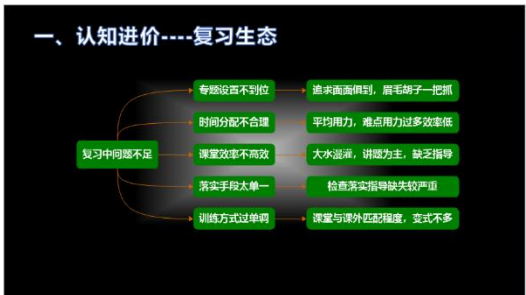 一、认知进价----复习生态
专题设置不到位
追求面面俱到，眉毛胡子一把抓
时间分配不合理
平均用力，难点用力过多效率低
复习中问题不足
课堂效率不高效
大水漫灌，讲题为主，缺乏指导
落实手段太单一
检查落实指导缺失较严重
训练方式过单调
课堂与课外匹配程度，变式不多